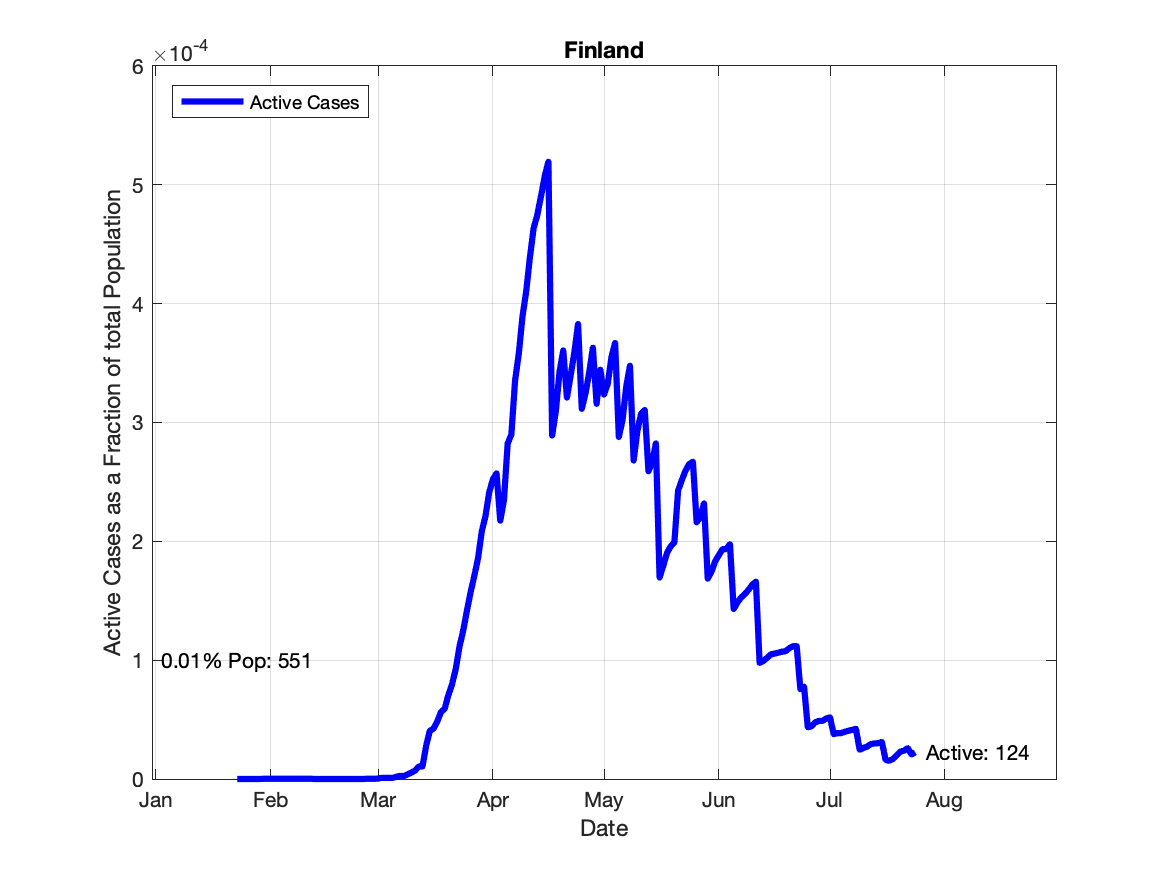 Finland
×10-4
Active Cases
6
5
4
3
2
1
0
Active Cases as a Fraction of total Population
0.01% Pop: 551
Active: 124
Jan Feb Mar Apr May Jun Jul Aug
Date